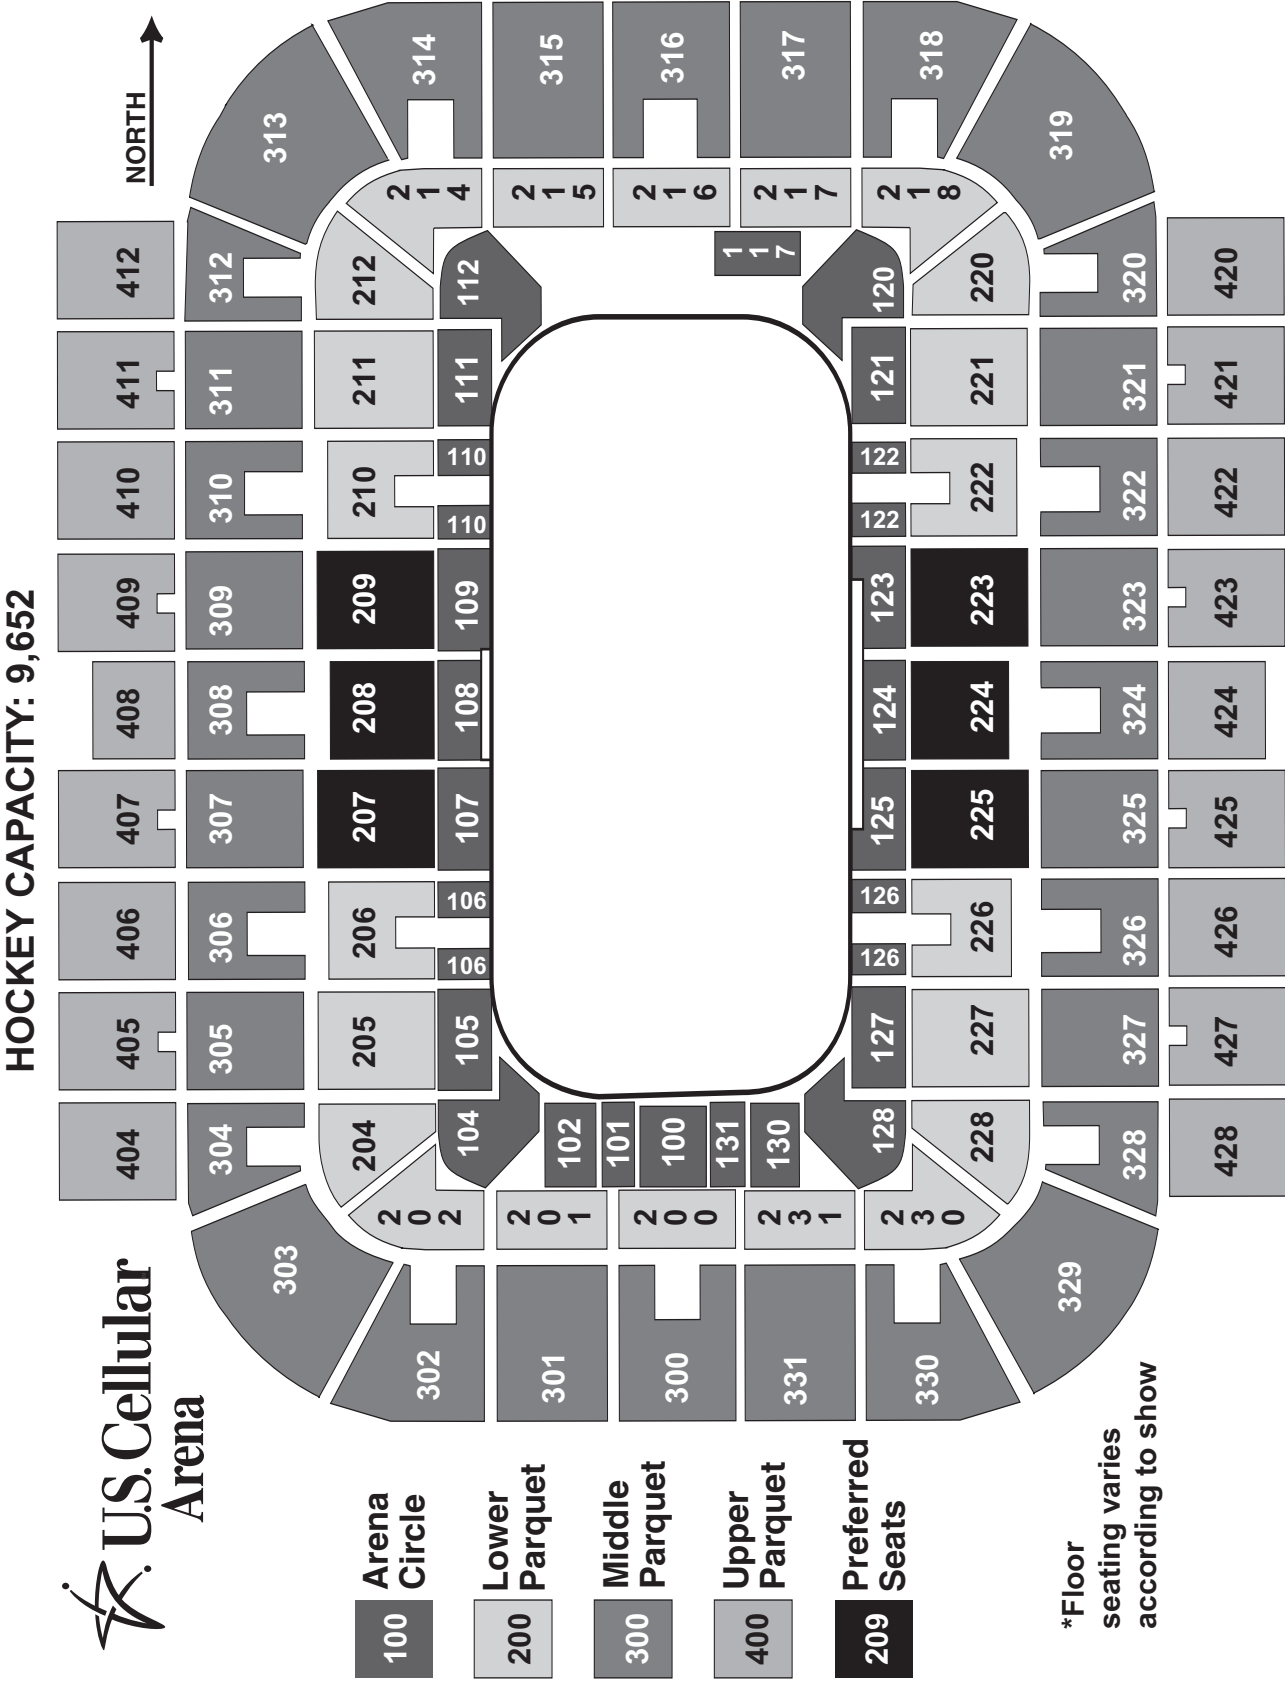 HOCKEY CAPACITY: 9,652
U.S. Cellular
Arena
NORTH
404 405 406 407 408 409 410 411 412
303 304 305 306 307 308 309 310 311 312 313
204 205 206 207 208 209 210 211 212
302 202 104 105 106 106 107 108 109 110 110 111 112 214 314
301 201 102 215 315
101
300 200 100 216 316
131
331 231 130 117 217 317
330 230 128 127 126 126 125 124 123 122 122 121 120 218 318
228 227 226 225 224 223 222 221 220
329 328 327 326 325 324 323 322 321 320 319
428 427 426 425 424 423 422 421 420
100 Arena
Circle
200 Lower
Parquet
300 Middle
Parquet
400 Upper
Parquet
209 Preferred
Seats
*Floor
seating varies
according to show